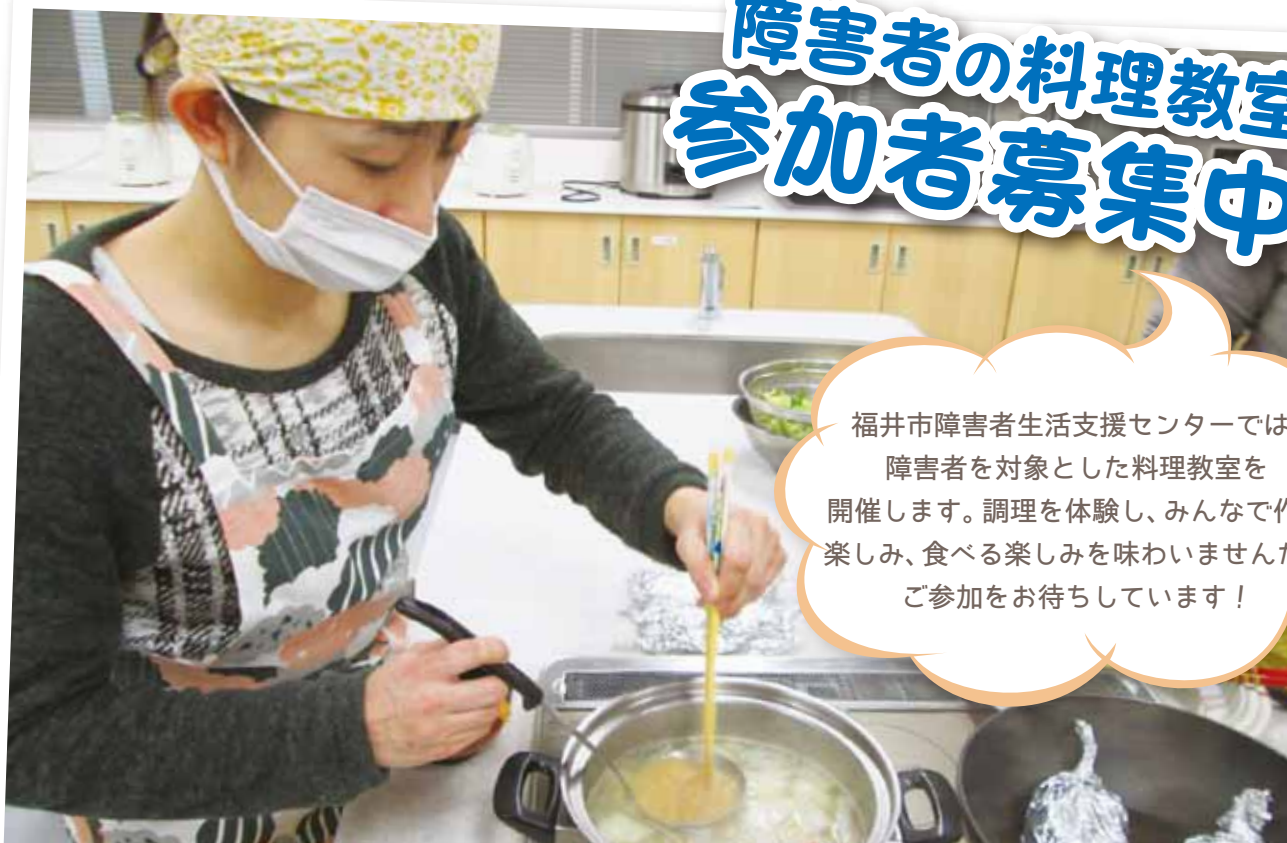 障害者の料理教室
参加者募集中
福井市障害者生活支援センターでは
障害者を対象とした料理教室を
開催します。調理を体験し、みんなで作
楽しみ、食べる楽しみを味わいません
ご参加をお待ちしています！